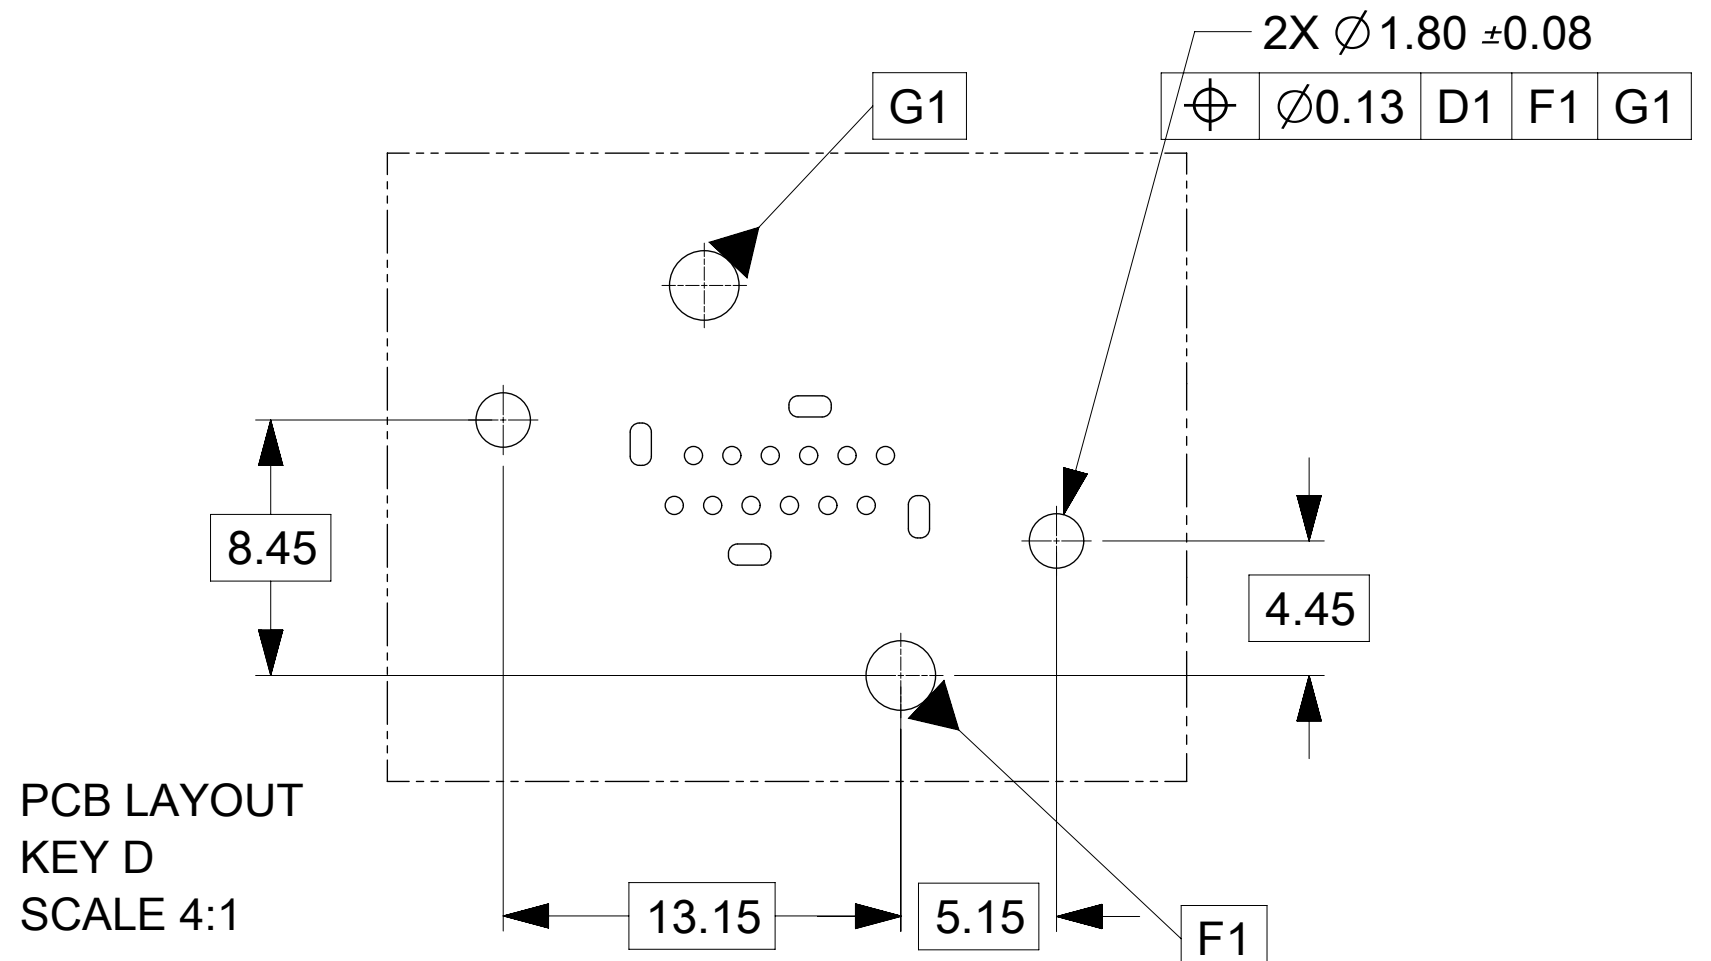 2X ∅1.80 ±0.08
G1
⌖ ∅0.13 D1 F1 G1
8.45
4.45
PCB LAYOUT
KEY D
SCALE 4:1
13.15
5.15
F1